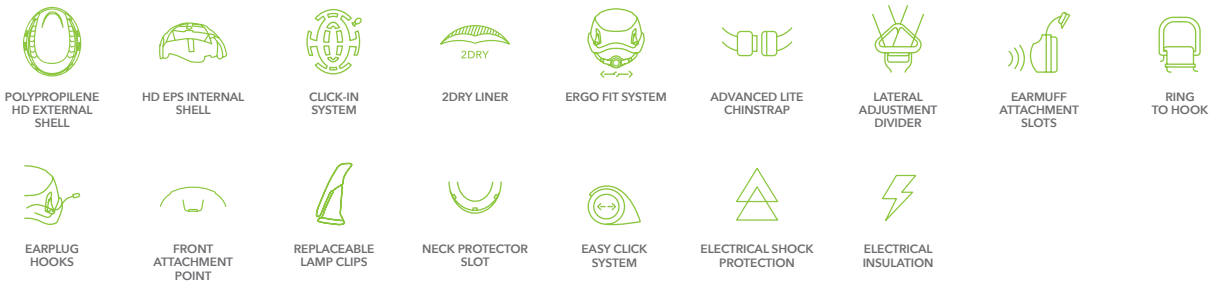 2DRY
POLYPROPILENE
HD EXTERNAL
SHELL
HD EPS INTERNAL
SHELL
CLICK-IN
SYSTEM
2DRY LINER
ERGO FIT SYSTEM
ADVANCED LITE
CHINSTRAP
LATERAL
ADJUSTMENT
DIVIDER
EARMUFF
ATTACHMENT
SLOTS
RING
TO HOOK
EARPLUG
HOOKS
FRONT
ATTACHMENT
POINT
REPLACEABLE
LAMP CLIPS
NECK PROTECTOR
SLOT
EASY CLICK
SYSTEM
ELECTRICAL SHOCK
PROTECTION
ELECTRICAL
INSULATION